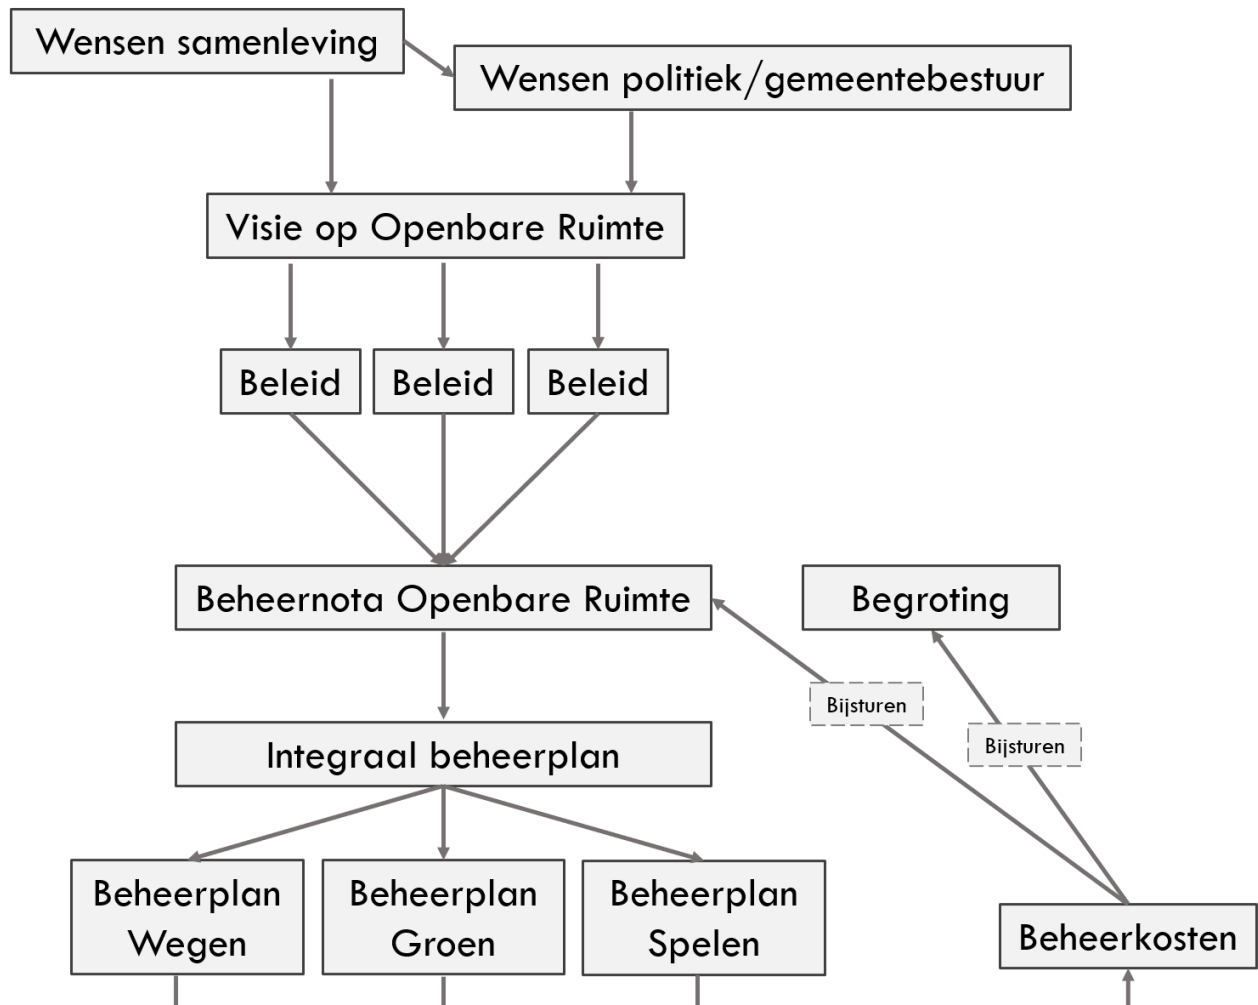 Wensen samenleving
Wensen politiek/gemeentebestuur
Visie op Openbare Ruimte
Beleid
Beleid
Beleid
Beheernota Openbare Ruimte
Begroting
Bijsturen
Bijsturen
Integraal beheerplan
Beheerplan
Wegen
Beheerplan
Groen
Beheerplan
Spelen
Beheerkosten